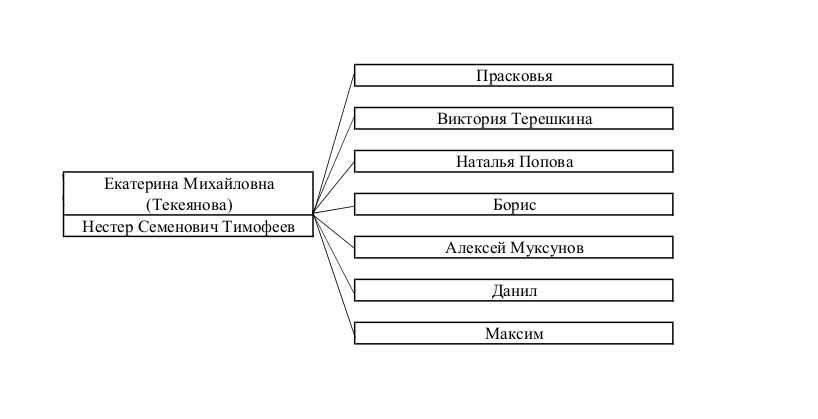 Екатерина Михайловна
(Текеянова)
Нестер Семенович Тимофеев
Прасковья
Виктория Терешкина
Наталья Попова
Борис
Алексей Муксунов
Данил
Максим